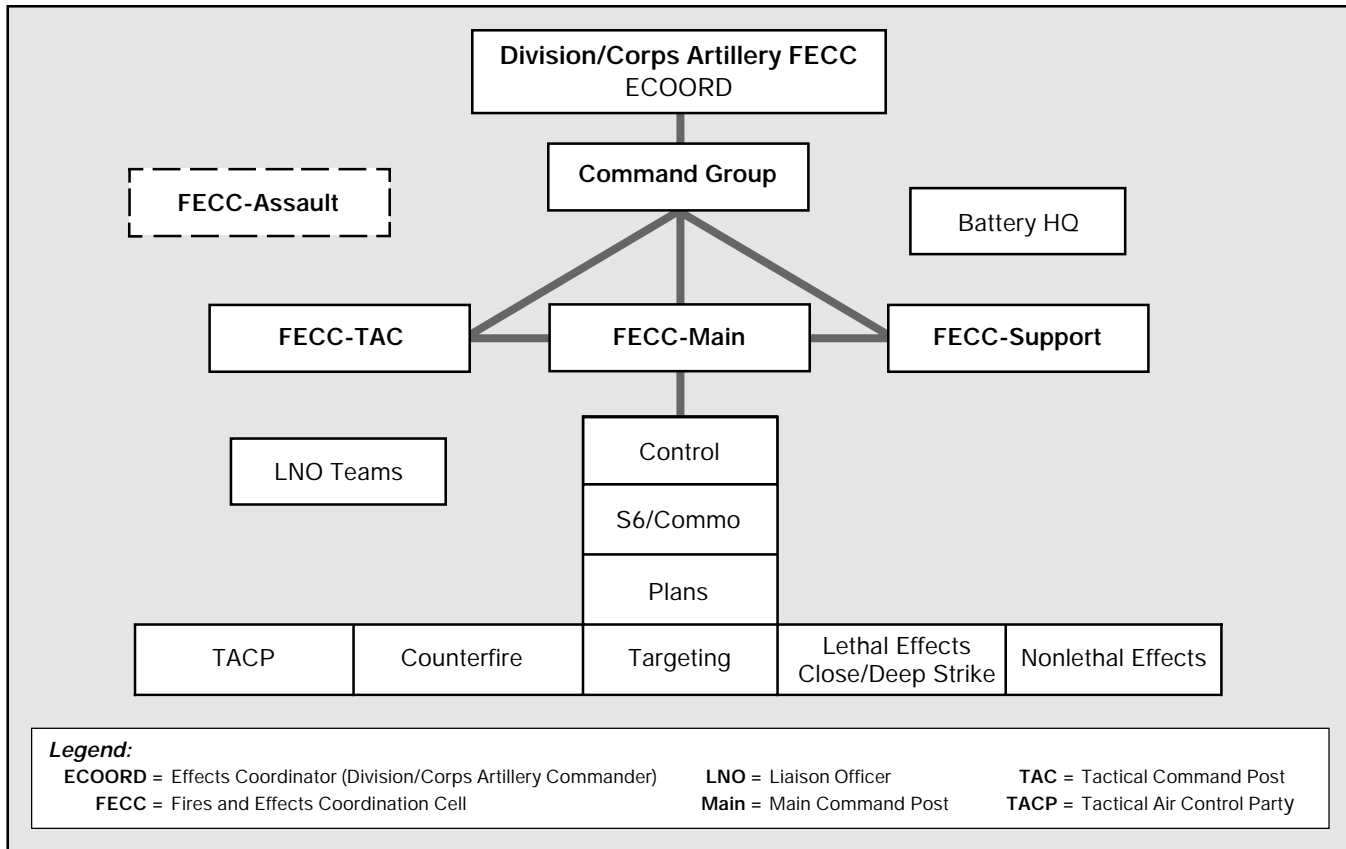 Division/Corps Artillery FECC
ECOORD
Command Group
FECC-Assault
Battery HQ
FECC-TAC
FECC-Main
FECC-Support
LNO Teams
Control
S6/Commo
Plans
TACP
Counterfire
Targeting
Lethal Effects
Close/Deep Strike
Nonlethal Effects
Legend:
ECOORD = Effects Coordinator (Division/Corps Artillery Commander)
FECC = Fires and Effects Coordination Cell
LNO = Liaison Officer
Main = Main Command Post
TAC = Tactical Command Post
TACP = Tactical Air Control Party